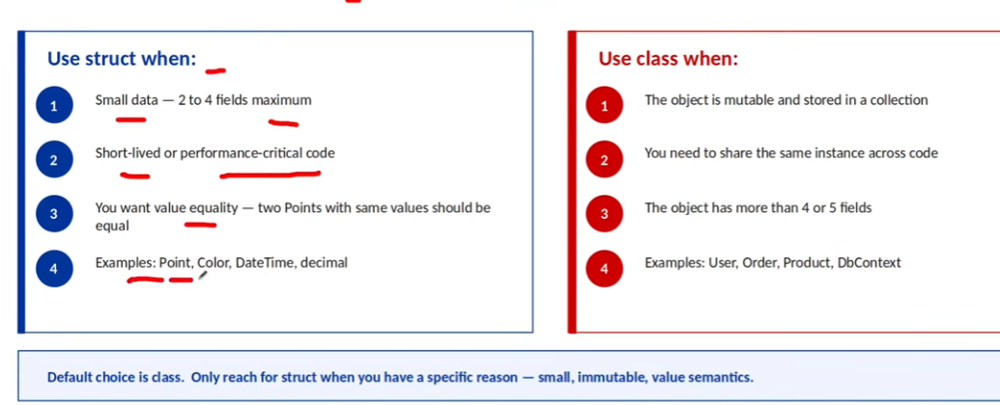 Use struct when:
1
Small data — 2 to 4 fields maximum
2
Short-lived or performance-critical code
3
You want value equality — two Points with same values should be
equal
4
Examples: Point, Color, DateTime, decimal
Use class when:
1
The object is mutable and stored in a collection
2
You need to share the same instance across code
3
The object has more than 4 or 5 fields
4
Examples: User, Order, Product, DbContext
Default choice is class. Only reach for struct when you have a specific reason — small, immutable, value semantics.